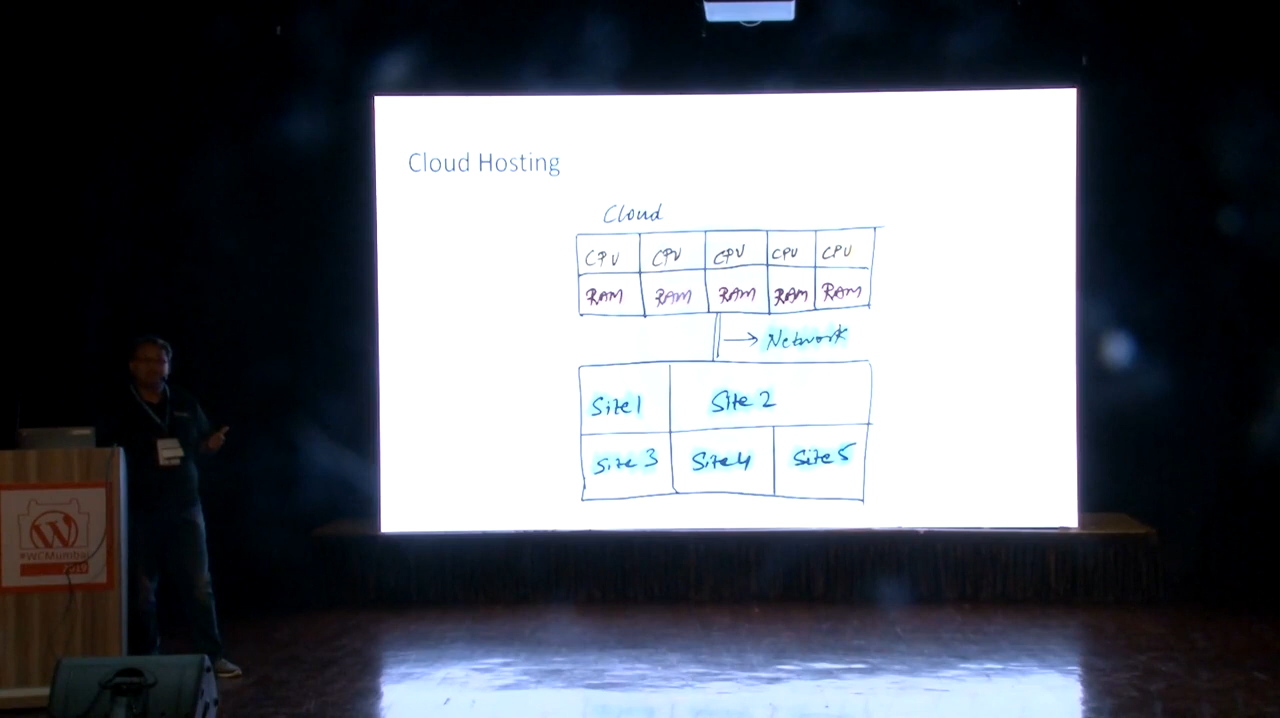 Cloud Hosting
Cloud
CPU CPU CPU CPU CPU
RAM RAM RAM RAM RAM
→ Network
Site1 Site 2
Site 3 Site4 Site5
#WCMumbai
2019